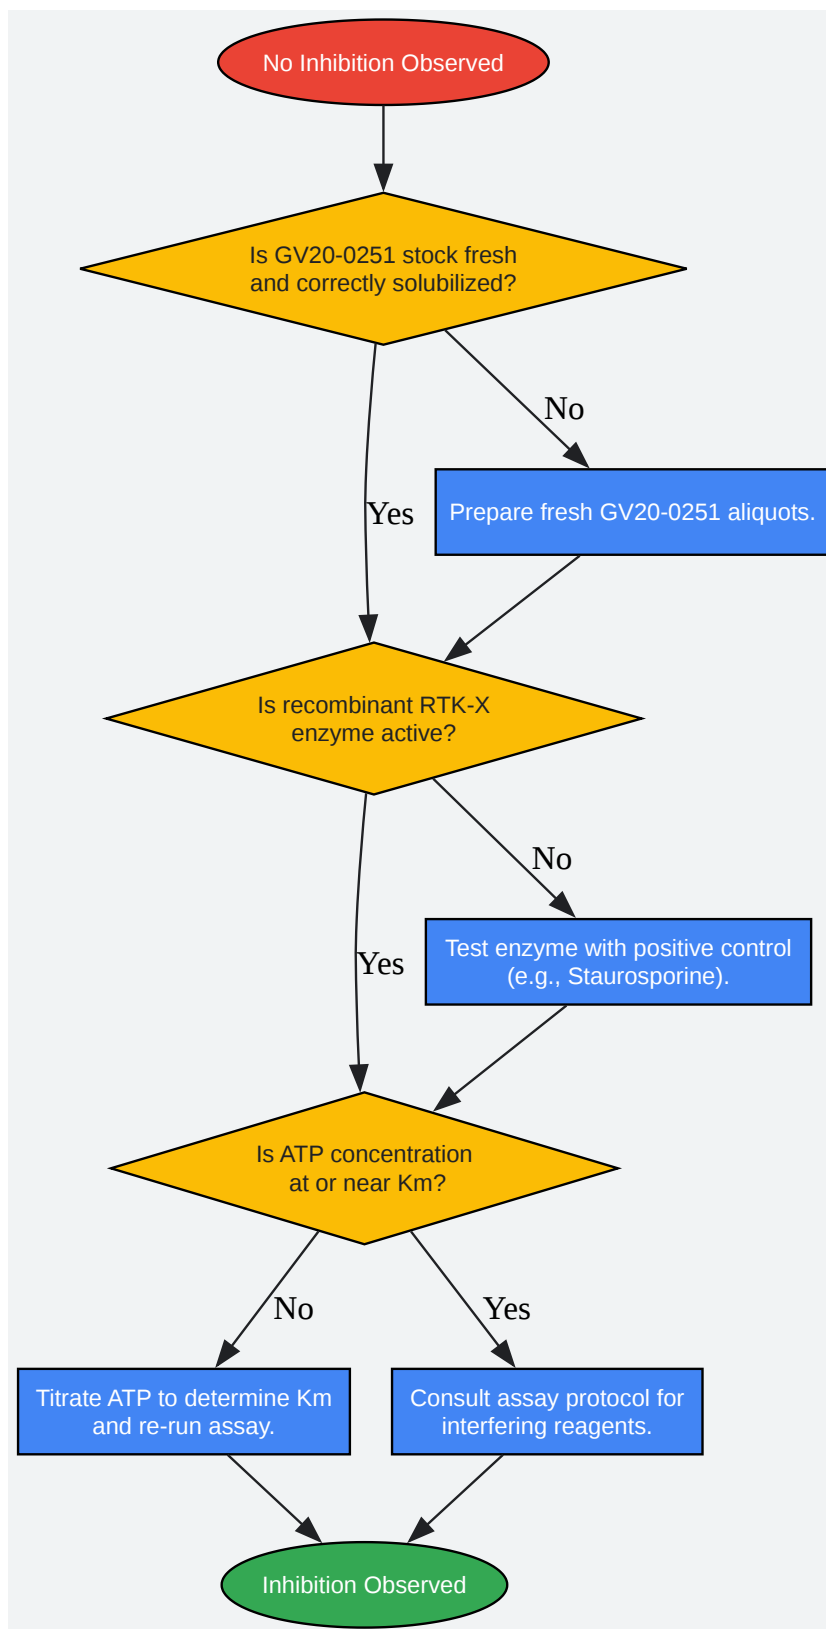 No Inhibition Observed
Is GV20-0251 stock fresh
and correctly solubilized?
No
Yes
Prepare fresh GV20-0251 aliquots.
Is recombinant RTK-X
enzyme active?
No
Test enzyme with positive control
(e.g., Staurosporine).
Yes
Is ATP concentration
at or near Km?
No
Yes
Titrate ATP to determine Km
and re-run assay.
Consult assay protocol for
interfering reagents.
Inhibition Observed